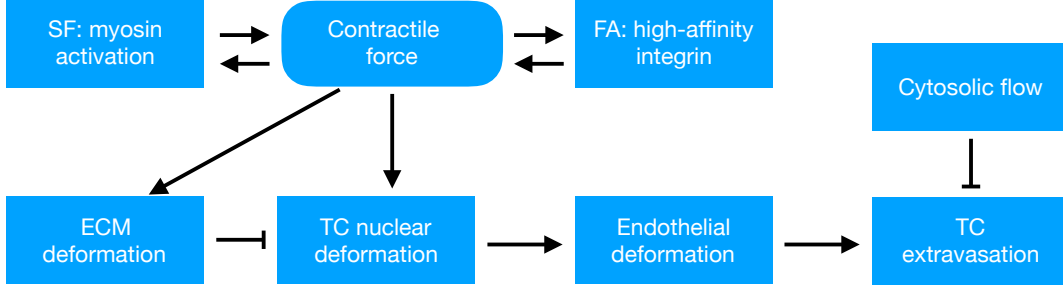 SF: myosin
activation
Contractile
force
FA: high-affinity
integrin
Cytosolic flow
ECM
deformation
TC nuclear
deformation
Endothelial
deformation
TC
extravasation